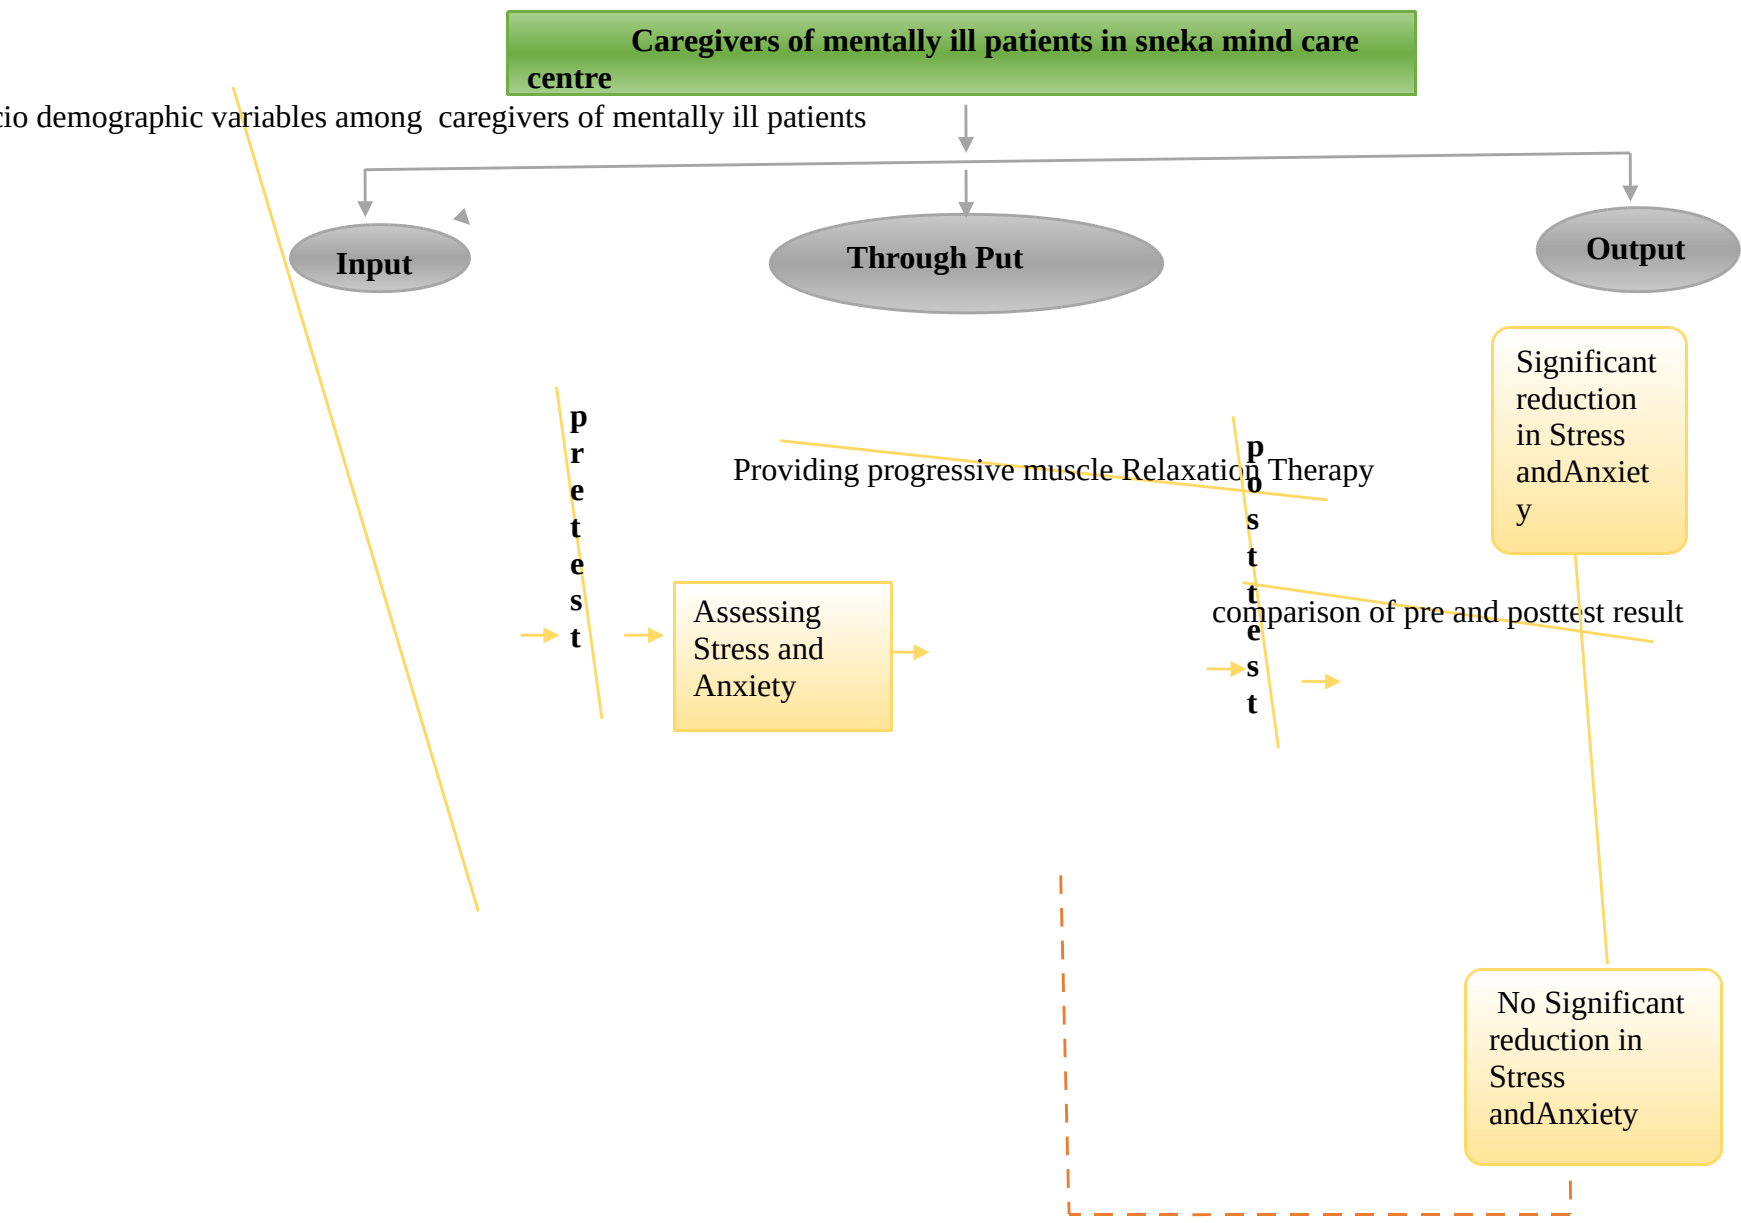 Caregivers of mentally ill patients in sneka mind care
centre
demographic variables among caregivers of mentally ill patients
Input
Through Put
Output
Significant
reduction
in Stress
andAnxiet
y
p
r
e
t
e
s
t
Providing progressive muscle Relaxation Therapy
p
o
s
t
t
e
s
t
Assessing
Stress and
Anxiety
comparison of pre and posttest result
No Significant
reduction in
Stress
andAnxiety